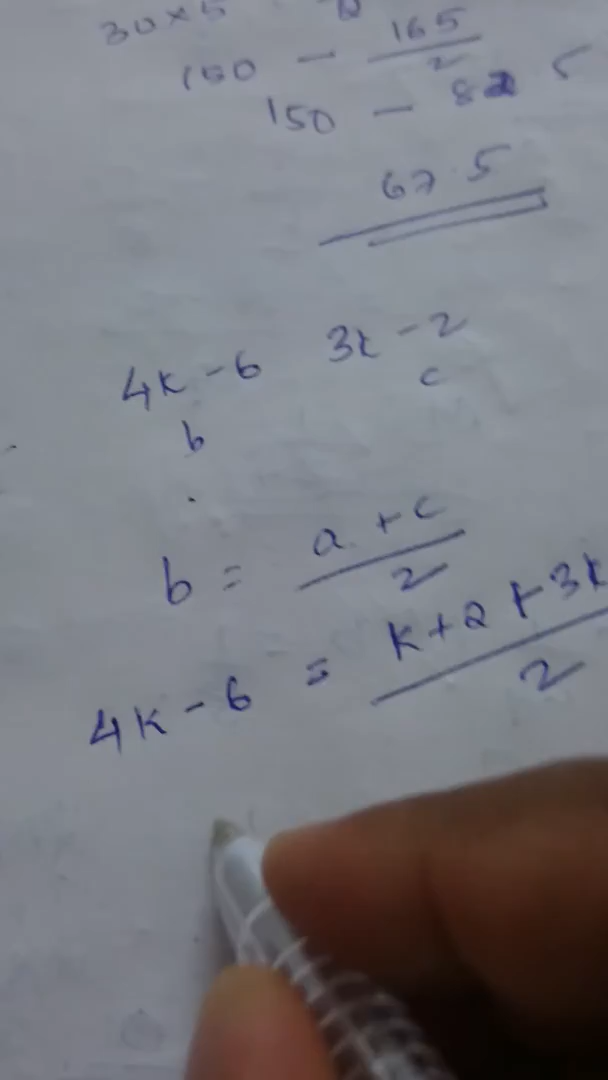 30×5
150 - 165/2
150 - 82 5
67.5
4k-6 3k-2
b c
b = a+c/2
4k-6 = k+2+3k/2